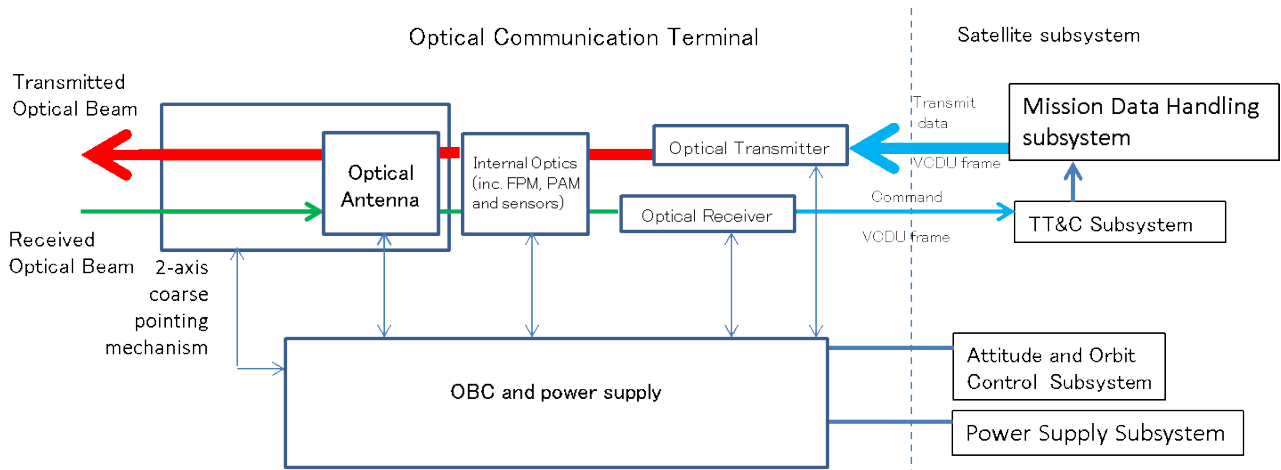 Optical Communication Terminal
Satellite subsystem
Transmitted
Optical Beam
Transmit
data
Mission Data Handling
subsystem
Optical Transmitter
Internal Optics
(inc. FPM, PAM
and sensors)
Optical
Antenna
VCDU frame
Command
Optical Receiver
TT&C Subsystem
VCDU frame
Received
Optical Beam
2-axis
coarse
pointing
mechanism
OBC and power supply
Attitude and Orbit
Control Subsystem
Power Supply Subsystem